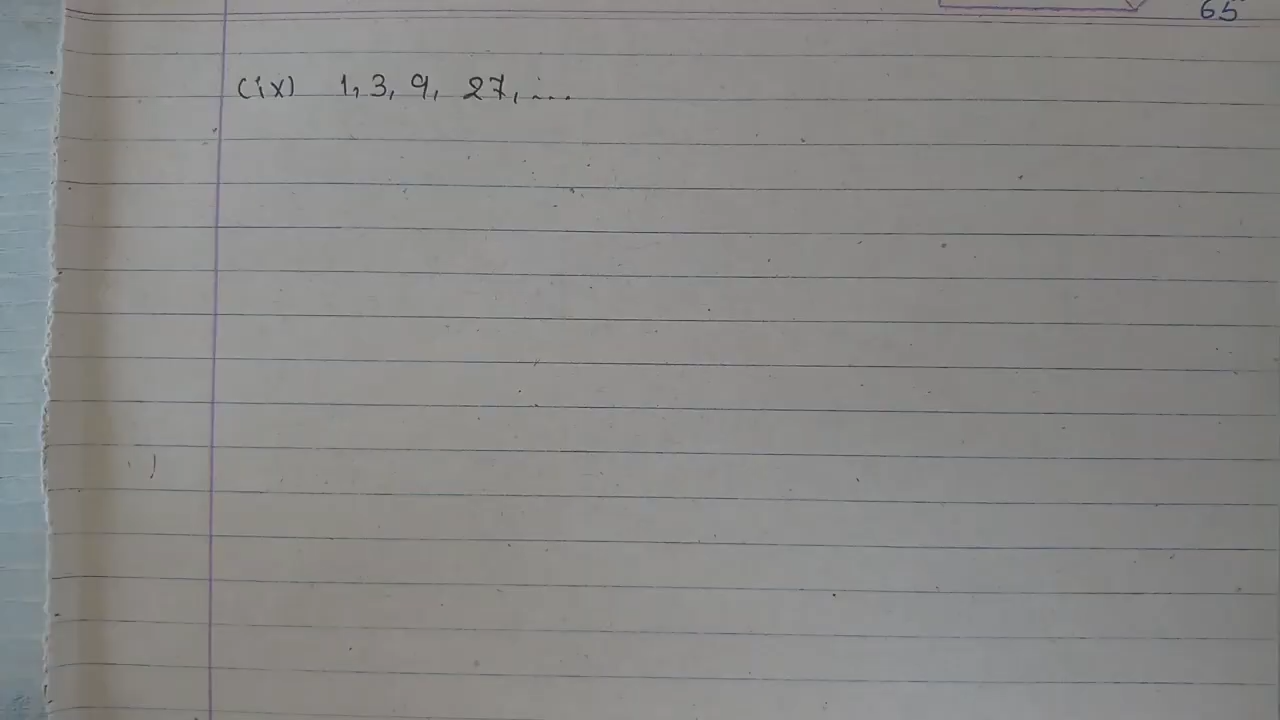 65
(ix) 1, 3, 9, 27, ...